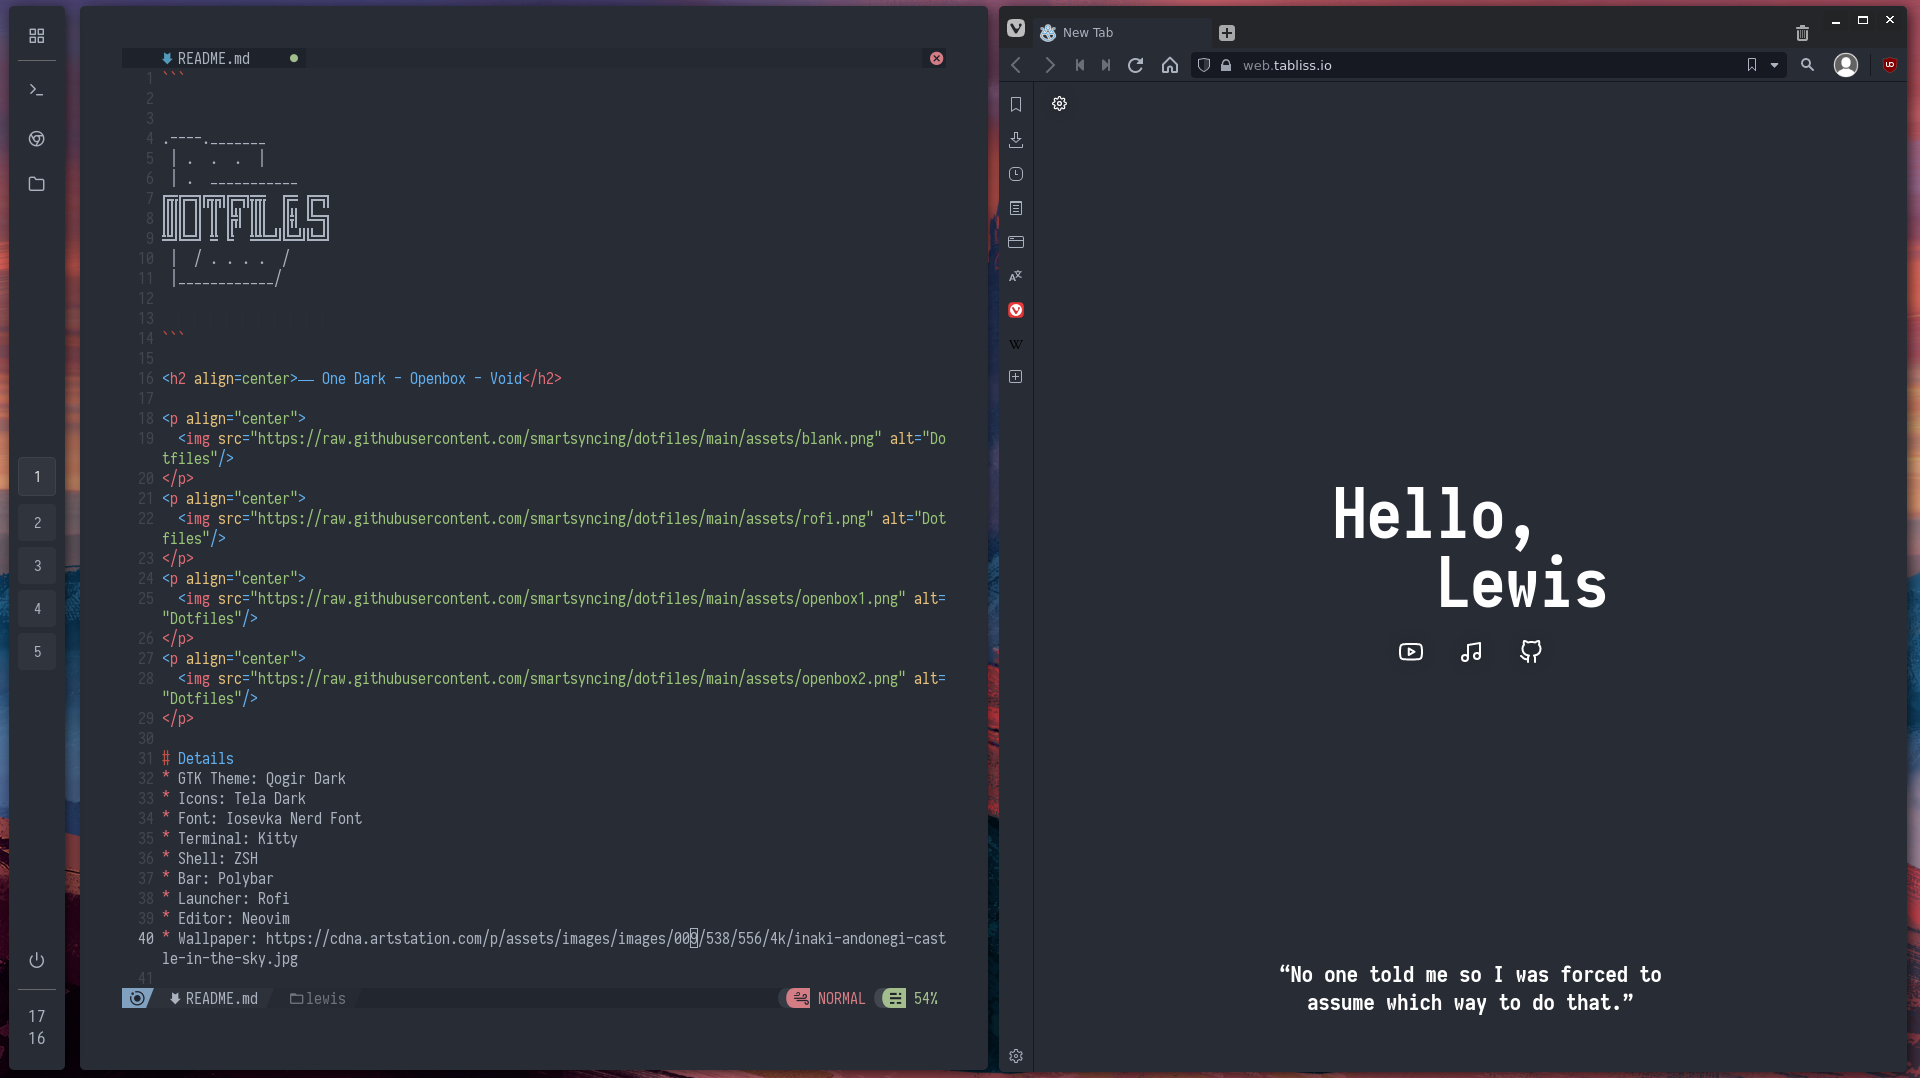 1
2
3
4
5
17
16
README.md
1 ```
2
3
4 .----._______
5  | .  .  . |
6  | .  ___________
7
8 DOTFILES
9
10  |  / . . . .  /
11  |____________/
12
13
14 ```
15
16 <h2 align=center>—— One Dark - Openbox - Void</h2>
17
18 <p align="center">
19   <img src="https://raw.githubusercontent.com/smartsyncing/dotfiles/main/assets/blank.png" alt="Do
tfiles"/>
20 </p>
21 <p align="center">
22   <img src="https://raw.githubusercontent.com/smartsyncing/dotfiles/main/assets/rofi.png" alt="Dot
files"/>
23 </p>
24 <p align="center">
25   <img src="https://raw.githubusercontent.com/smartsyncing/dotfiles/main/assets/openbox1.png" alt=
"Dotfiles"/>
26 </p>
27 <p align="center">
28   <img src="https://raw.githubusercontent.com/smartsyncing/dotfiles/main/assets/openbox2.png" alt=
"Dotfiles"/>
29 </p>
30
31 # Details
32 * GTK Theme: Qogir Dark
33 * Icons: Tela Dark
34 * Font: Iosevka Nerd Font
35 * Terminal: Kitty
36 * Shell: ZSH
37 * Bar: Polybar
38 * Launcher: Rofi
39 * Editor: Neovim
40 * Wallpaper: https://cdna.artstation.com/p/assets/images/images/009/538/556/4k/inaki-andonegi-cast
le-in-the-sky.jpg
41
README.md lewis NORMAL 54%
New Tab
web.tabliss.io
W
Hello,
Lewis
“No one told me so I was forced to
assume which way to do that.”